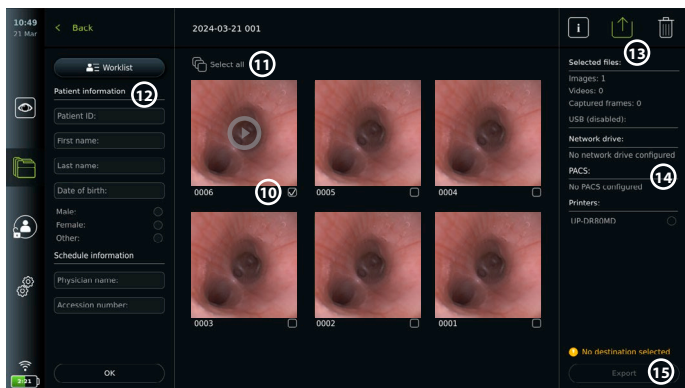 10:49
21 Mar
Back
2024-03-21 001
i
13
Worklist
12
Patient information
Patient ID:
First name:
Last name:
Date of birth:
Male:
Female:
Other:
Schedule information
Physician name:
Accession number:
OK
3:21
Select all
11
0006
10
0005
0004
0003
0002
0001
Selected files:
Images: 1
Videos: 0
Captured frames: 0
USB (disabled):
Network drive:
No network drive configured
PACS:
14
No PACS configured
Printers:
UP-DR80MD
No destination selected
Export
15